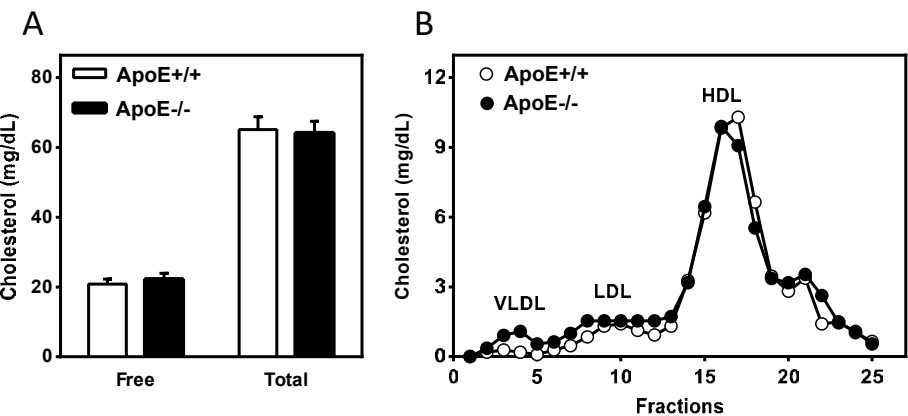 A
B
ApoE+/+
ApoE-/-
Cholesterol (mg/dL)
80
60
40
20
0
Free
Total
ApoE+/+
ApoE-/-
HDL
VLDL
LDL
Cholesterol (mg/dL)
12
9
6
3
0
0
5
10
15
20
25
Fractions